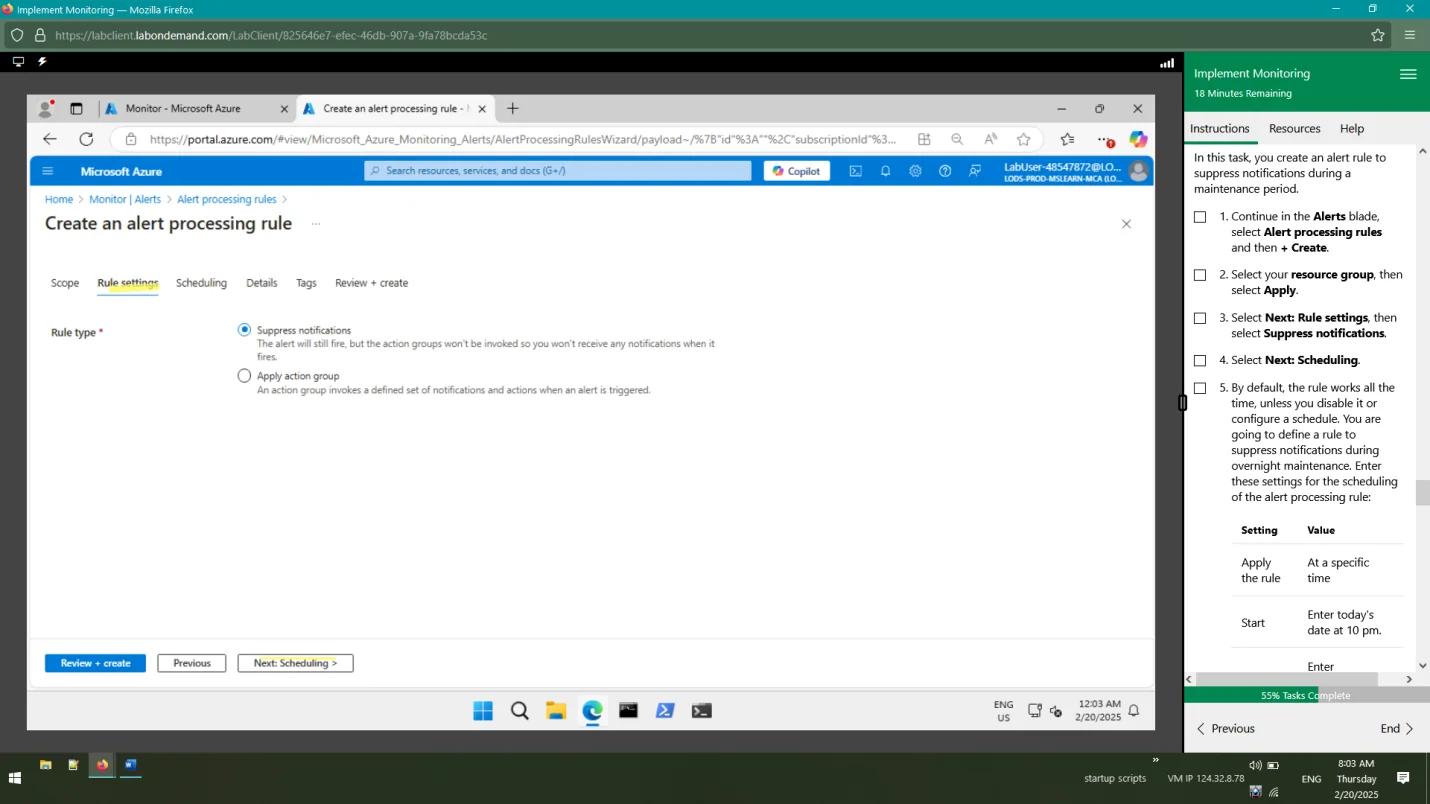 Implement Monitoring — Mozilla Firefox
https://labclient.labondemand.com/LabClient/825646e7-efec-46db-907a-9fa78bcda53c
Monitor - Microsoft Azure
Create an alert processing rule -
https://portal.azure.com/#view/Microsoft_Azure_Monitoring_Alerts/AlertProcessingRulesWizard/payload~/%7B"id"%3A""%2C"subscriptionId"%3...
Microsoft Azure
Search resources, services, and docs (G+/)
Copilot
LabUser-48547872@LO...
LODS-PROD-MSLEARN-MCA (LO...
Home > Monitor | Alerts > Alert processing rules >
Create an alert processing rule ...
Scope
Rule settings
Scheduling
Details
Tags
Review + create
Rule type *
Suppress notifications
The alert will still fire, but the action groups won't be invoked so you won't receive any notifications when it
fires.
Apply action group
An action group invokes a defined set of notifications and actions when an alert is triggered.
Review + create
Previous
Next: Scheduling >
ENG
US
12:03 AM
2/20/2025
Implement Monitoring
18 Minutes Remaining
Instructions
Resources
Help
In this task, you create an alert rule to
suppress notifications during a
maintenance period.
1. Continue in the Alerts blade,
select Alert processing rules
and then + Create.
2. Select your resource group, then
select Apply.
3. Select Next: Rule settings, then
select Suppress notifications.
4. Select Next: Scheduling.
5. By default, the rule works all the
time, unless you disable it or
configure a schedule. You are
going to define a rule to
suppress notifications during
overnight maintenance. Enter
these settings for the scheduling
of the alert processing rule:
Setting Value
Apply At a specific
the rule time
Start
Enter today's
date at 10 pm.
Enter
55% Tasks Complete
< Previous
End >
startup scripts
»
VM IP 124.32.8.78
ENG
8:03 AM
Thursday
2/20/2025